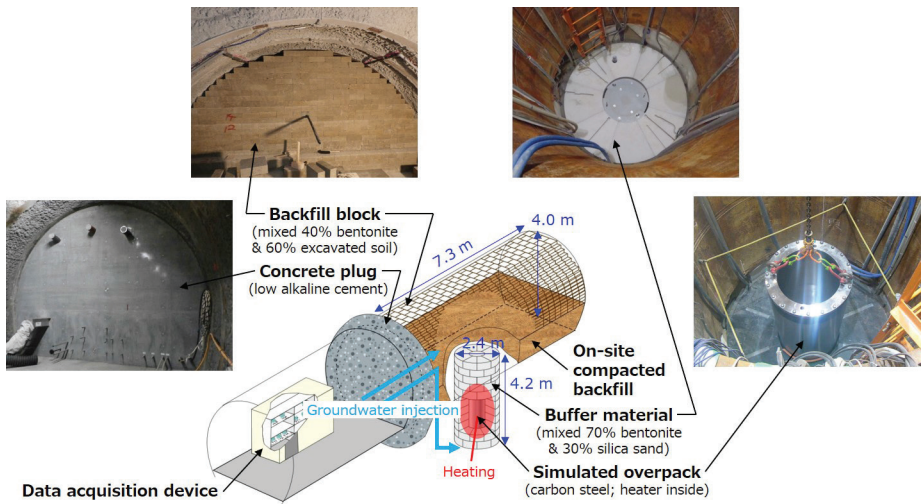 Backfill block
(mixed 40% bentonite
& 60% excavated soil)
Concrete plug
(low alkaline cement)
7.3 m
4.0 m
2.4 m
4.2 m
On-site
compacted
backfill
Groundwater injection
Buffer material
(mixed 70% bentonite
& 30% silica sand)
Heating
Simulated overpack
(carbon steel; heater inside)
Data acquisition device